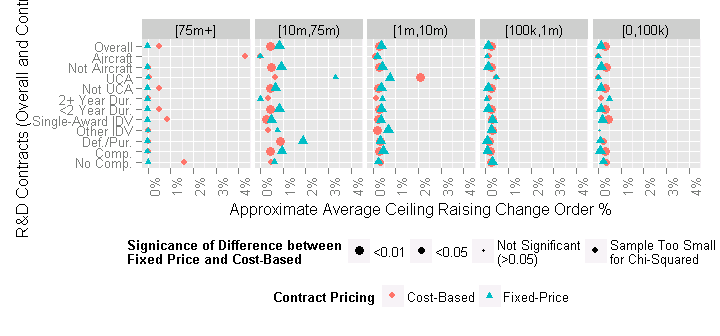 [75m+] [10m,75m) [1m,10m) [100k,1m) [0,100k)
R&D Contracts (Overall and Contr
Overall
Aircraft
Not Aircraft
UCA
Not UCA
2+ Year Dur.
<2 Year Dur.
Single-Award IDV
Other IDV
Def./Pur.
Comp.
No Comp.
0% 1% 2% 3% 4% 0% 1% 2% 3% 4% 0% 1% 2% 3% 4% 0% 1% 2% 3% 4% 0% 1% 2% 3% 4%
Approximate Average Ceiling Raising Change Order %
Signicance of Difference between
Fixed Price and Cost-Based
<0.01
<0.05
Not Significant
(>0.05)
Sample Too Small
for Chi-Squared
Contract Pricing Cost-Based Fixed-Price